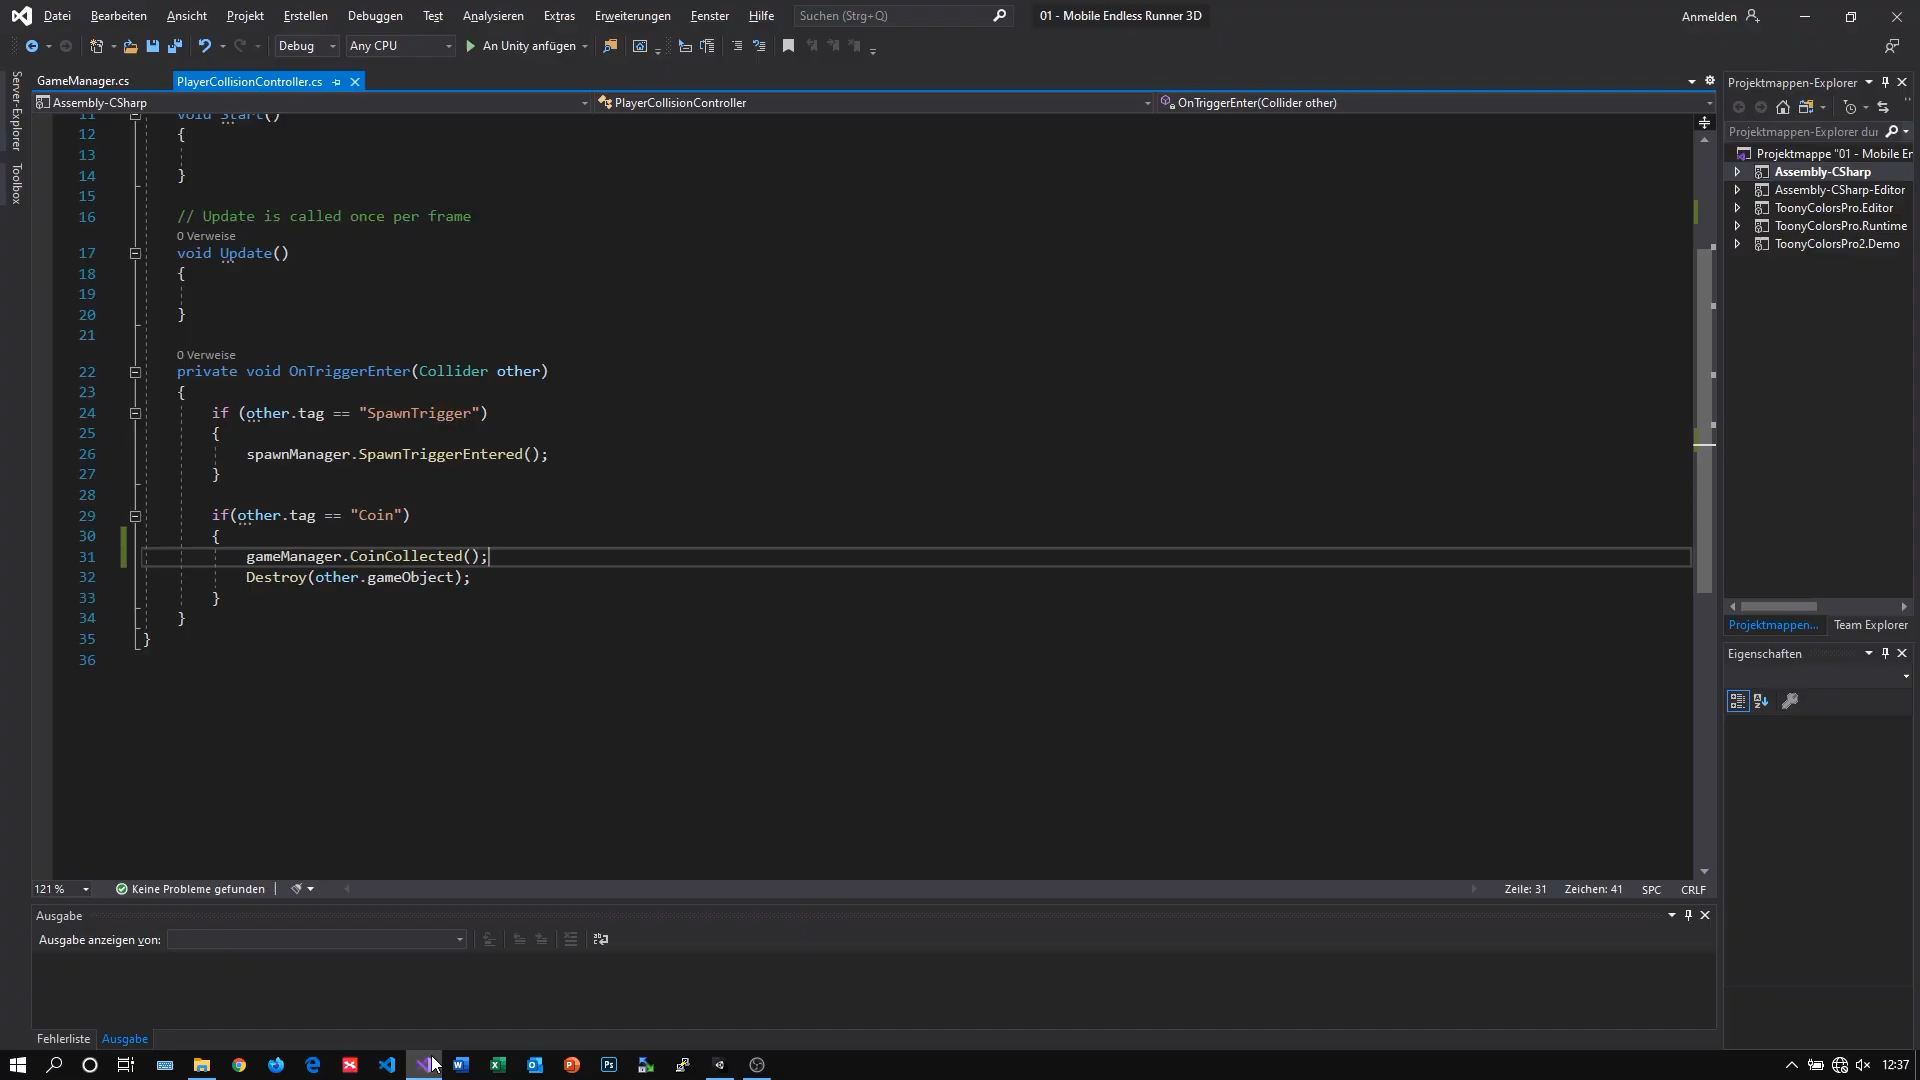 Datei Bearbeiten Ansicht Projekt Erstellen Debuggen Test Analysieren Extras Erweiterungen Fenster Hilfe Suchen (Strg+Q) 01 - Mobile Endless Runner 3D Anmelden
Debug Any CPU An Unity anfügen
GameManager.cs PlayerCollisionController.cs
Assembly-CSharp PlayerCollisionController OnTriggerEnter(Collider other)
Server-Explorer
Toolbox
11 void Start()
12 {
13
14 }
15
16 // Update is called once per frame
0 Verweise
17 void Update()
18 {
19
20 }
21
0 Verweise
22 private void OnTriggerEnter(Collider other)
23 {
24 if (other.tag == "SpawnTrigger")
25 {
26 spawnManager.SpawnTriggerEntered();
27 }
28
29 if(other.tag == "Coin")
30 {
31 gameManager.CoinCollected();
32 Destroy(other.gameObject);
33 }
34 }
35 }
36
121 % Keine Probleme gefunden Zeile: 31 Zeichen: 41 SPC CRLF
Ausgabe
Ausgabe anzeigen von:
Fehlerliste Ausgabe
Projektmappen-Explorer
Projektmappen-Explorer dur
Projektmappe "01 - Mobile Er
Assembly-CSharp
Assembly-CSharp-Editor
ToonyColorsPro.Editor
ToonyColorsPro.Runtime
ToonyColorsPro2.Demo
Projektmappen... Team Explorer
Eigenschaften
12:37